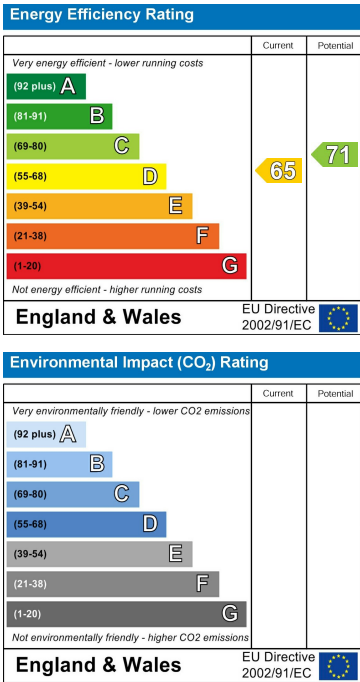 Energy Efficiency Rating
Current Potential
Very energy efficient - lower running costs
(92 plus) A
(81-91) B
(69-80) C
(55-68) D
(39-54) E
(21-38) F
(1-20) G
65
71
Not energy efficient - higher running costs
England & Wales
EU Directive
2002/91/EC
Environmental Impact (CO₂) Rating
Current Potential
Very environmentally friendly - lower CO2 emissions
(92 plus) A
(81-91) B
(69-80) C
(55-68) D
(39-54) E
(21-38) F
(1-20) G
Not environmentally friendly - higher CO2 emissions
England & Wales
EU Directive
2002/91/EC